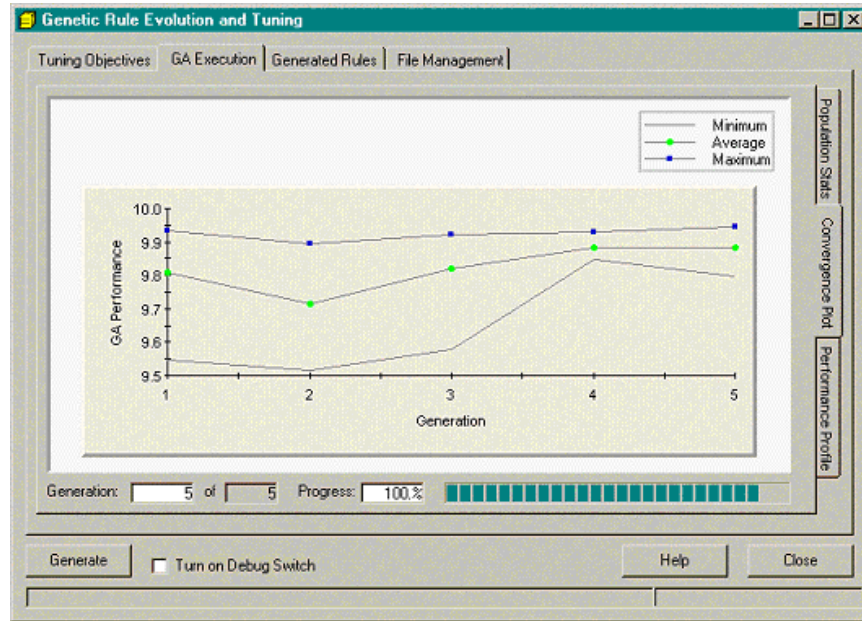 Genetic Rule Evolution and Tuning
Tuning Objectives
GA Execution
Generated Rules
File Management
Minimum
Average
Maximum
Population Stats
Convergence Plot
Performance Profile
GA Performance
10.0
9.9
9.8
9.7
9.6
9.5
1 2 3 4 5
Generation
Generation: 5 of 5 Progress: 100.%
Generate
Turn on Debug Switch
Help
Close